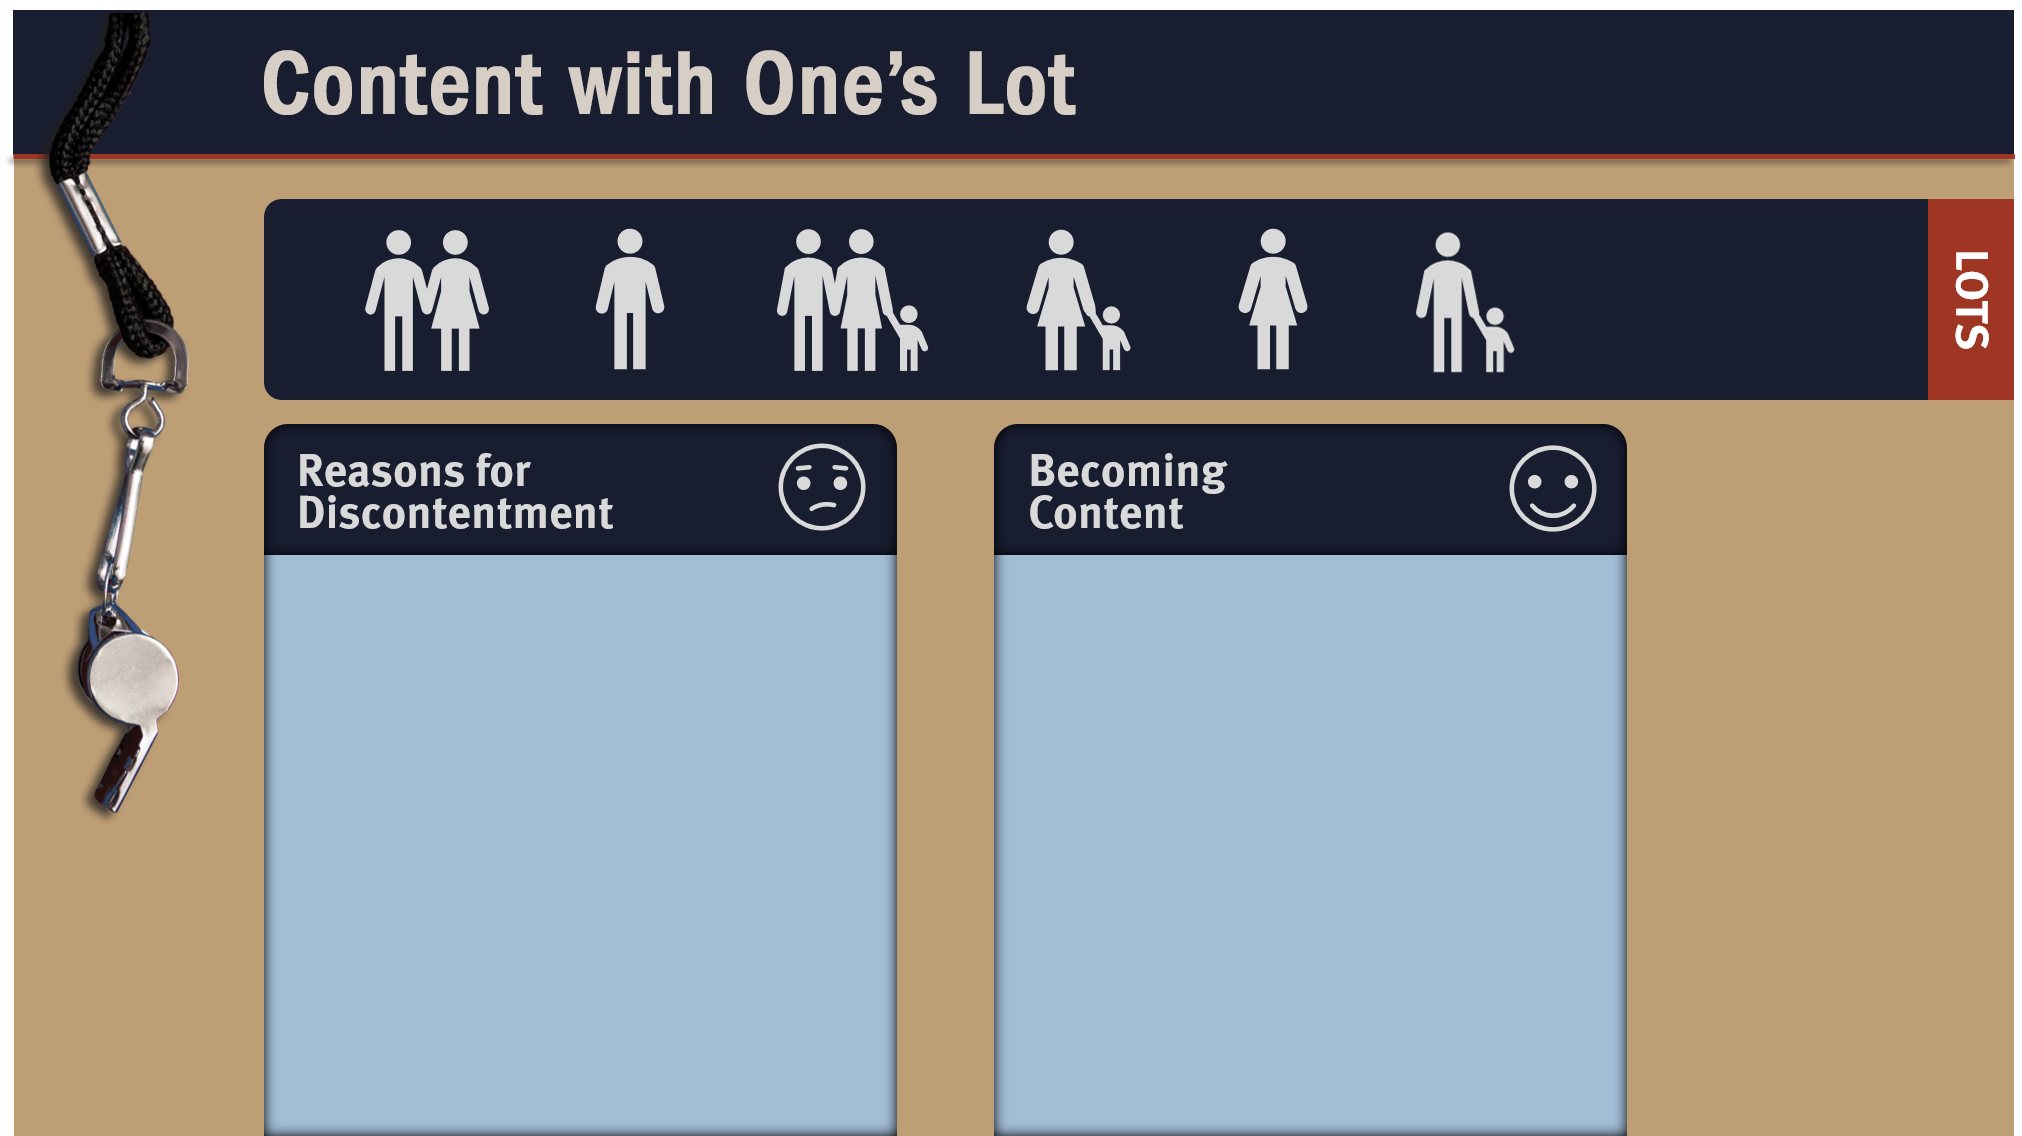 Content with One’s Lot
LOTS
Reasons for
Discontentment
Becoming
Content